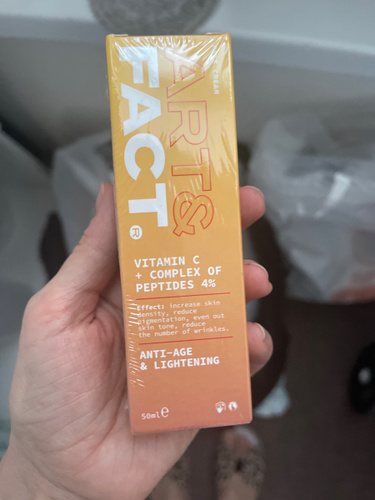 CREAM
ART&
FACT®
VITAMIN C
+ COMPLEX OF
PEPTIDES 4%
Effect: increase skin
density, reduce
pigmentation, even out
skin tone, reduce
the number of wrinkles.
ANTI-AGE
& LIGHTENING
50ml℮